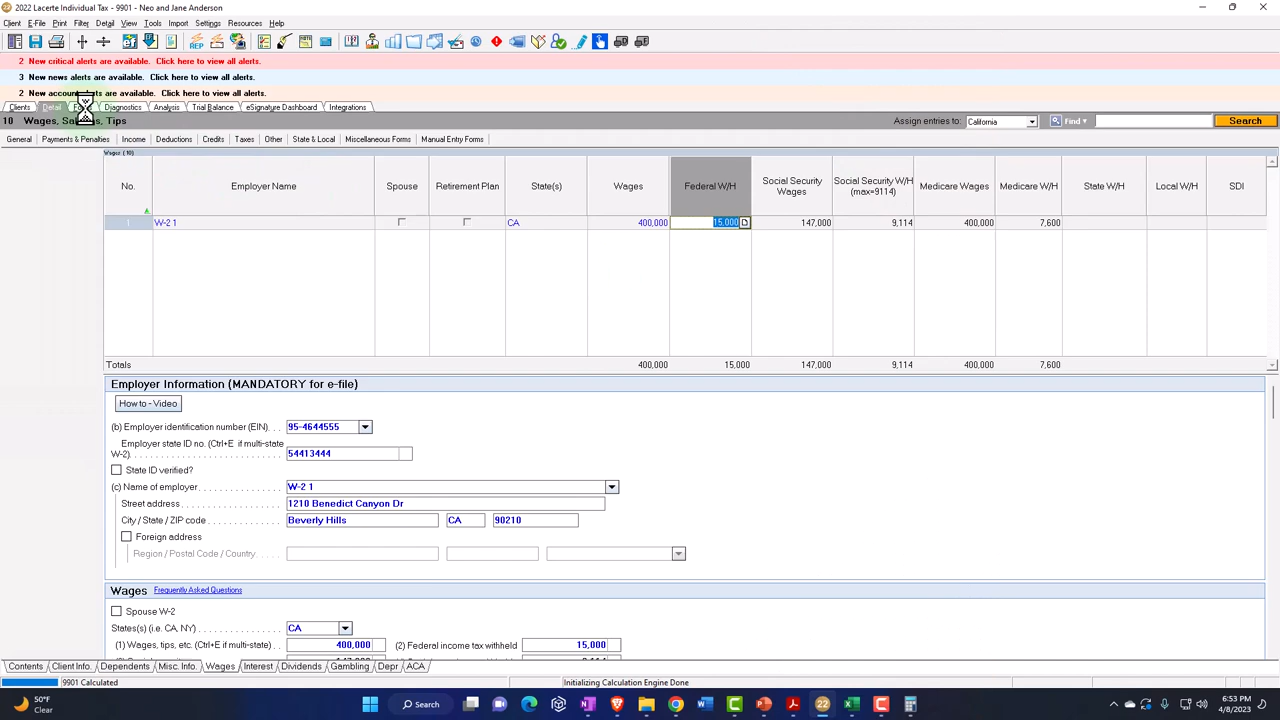 22 2022 Lacerte Individual Tax - 9901 - Neo and Jane Anderson
Client E-File Print Filter Detail View Tools Import Settings Resources Help
2 New critical alerts are available. Click here to view all alerts.
3 New news alerts are available. Click here to view all alerts.
2 New account alerts are available. Click here to view all alerts.
Clients Detail Diagnostics Analysis Trial Balance eSignature Dashboard Integrations
10 Wages, Tips Assign entries to: California Find Search
General Payments & Penalties Income Deductions Credits Taxes Other State & Local Miscellaneous Forms Manual Entry Forms
Wages (10)
No. Employer Name Spouse Retirement Plan State(s) Wages Federal W/H Social Security Wages Social Security W/H (max=9114) Medicare Wages Medicare W/H State W/H Local W/H SDI
1 W-2 1 CA 400,000 15,000 147,000 9,114 400,000 7,600
Totals 400,000 15,000 147,000 9,114 400,000 7,600
Employer Information (MANDATORY for e-file)
How to - Video
(b) Employer identification number (EIN). . . 95-4644555
Employer state ID no. (Ctrl+E if multi-state
W-2). . . . . . . . . . . . . . . . . . . . . . . . . . 54413444
State ID verified?
(c) Name of employer . . . . . . . . . . . . . . . W-2 1
Street address . . . . . . . . . . . . . . . . . . . 1210 Benedict Canyon Dr
City / State / ZIP code . . . . . . . . . . . . . Beverly Hills CA 90210
Foreign address
Region / Postal Code / Country. . . . . . .
Wages Frequently Asked Questions
Spouse W-2
States(s) (i.e. CA, NY) . . . . . . . . . . . . . CA
(1) Wages, tips, etc. (Ctrl+E if multi-state) . . . . 400,000 (2) Federal income tax withheld 15,000
Contents Client Info. Dependents Misc. Info. Wages Interest Dividends Gambling Depr ACA
9901 Calculated Initializing Calculation Engine Done
50°F
Clear
Search
22
6:53 PM
4/8/2023